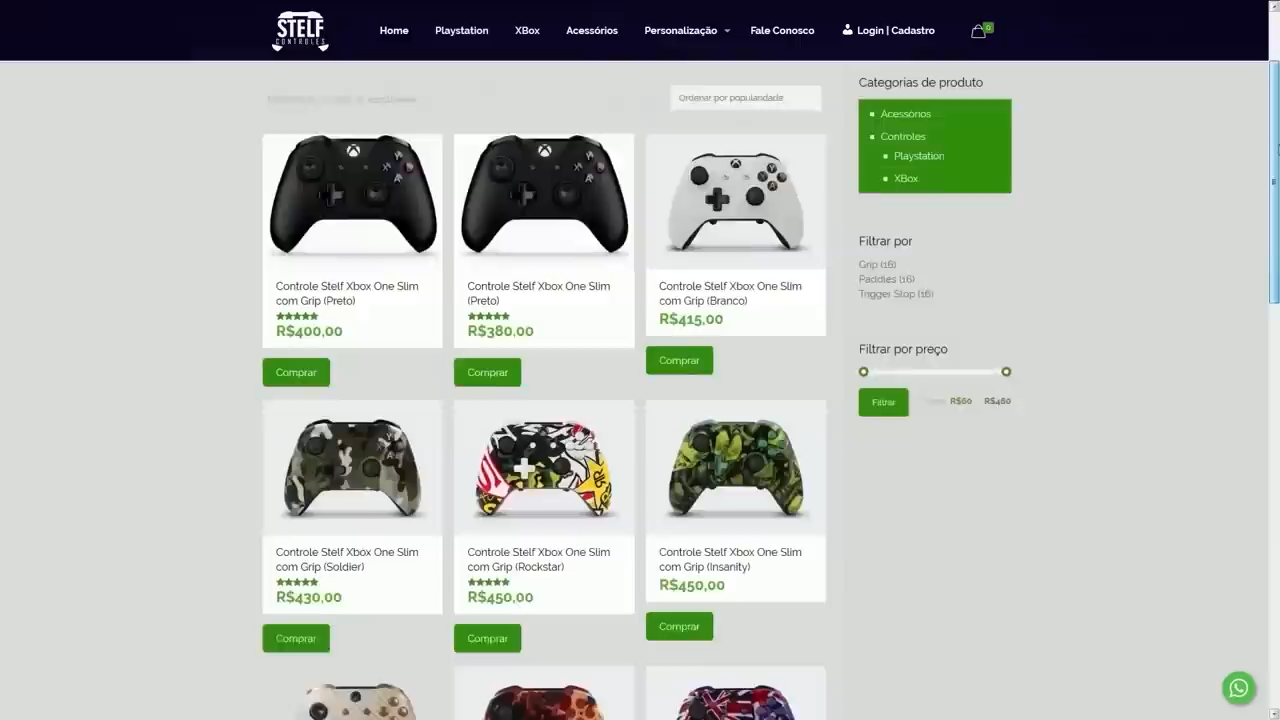 STELF
CONTROLES
Home
Playstation
XBox
Acessórios
Personalização
Fale Conosco
Login | Cadastro
0
Ordenar por popularidade
Controle Stelf Xbox One Slim
com Grip (Preto)
R$400,00
Comprar
Controle Stelf Xbox One Slim
(Preto)
R$380,00
Comprar
Controle Stelf Xbox One Slim
com Grip (Branco)
R$415,00
Comprar
Controle Stelf Xbox One Slim
com Grip (Soldier)
R$430,00
Comprar
Controle Stelf Xbox One Slim
com Grip (Rockstar)
R$450,00
Comprar
Controle Stelf Xbox One Slim
com Grip (Insanity)
R$450,00
Comprar
Categorias de produto
Acessórios
Controles
Playstation
XBox
Filtrar por
Grip (16)
Paddles (16)
Trigger Stop (16)
Filtrar por preço
Filtrar
R$60
R$460